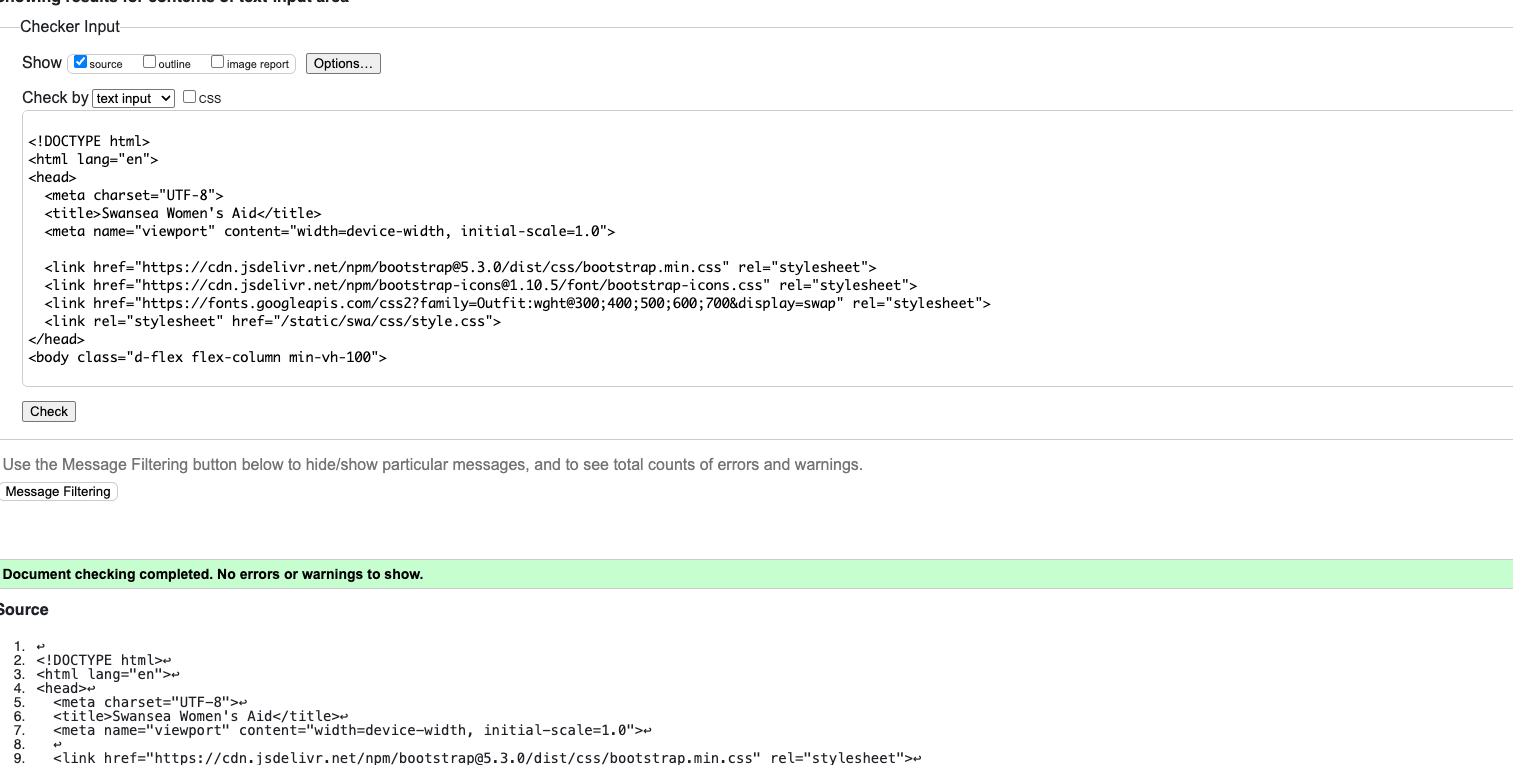 Showing results for contents of text-input area
Checker Input
Show source outline image report Options...
Check by text input CSS
<!DOCTYPE html>
<html lang="en">
<head>
  <meta charset="UTF-8">
  <title>Swansea Women's Aid</title>
  <meta name="viewport" content="width=device-width, initial-scale=1.0">
  <link href="https://cdn.jsdelivr.net/npm/bootstrap@5.3.0/dist/css/bootstrap.min.css" rel="stylesheet">
  <link href="https://cdn.jsdelivr.net/npm/bootstrap-icons@1.10.5/font/bootstrap-icons.css" rel="stylesheet">
  <link href="https://fonts.googleapis.com/css2?family=Outfit:wght@300;400;500;600;700&display=swap" rel="stylesheet">
  <link rel="stylesheet" href="/static/swa/css/style.css">
</head>
<body class="d-flex flex-column min-vh-100">
Check
Use the Message Filtering button below to hide/show particular messages, and to see total counts of errors and warnings.
Message Filtering
Document checking completed. No errors or warnings to show.
Source
1. ↩
2. <!DOCTYPE html>↩
3. <html lang="en">↩
4. <head>↩
5.   <meta charset="UTF-8">↩
6.   <title>Swansea Women's Aid</title>↩
7.   <meta name="viewport" content="width=device-width, initial-scale=1.0">↩
8.   ↩
9.   <link href="https://cdn.jsdelivr.net/npm/bootstrap@5.3.0/dist/css/bootstrap.min.css" rel="stylesheet">↩